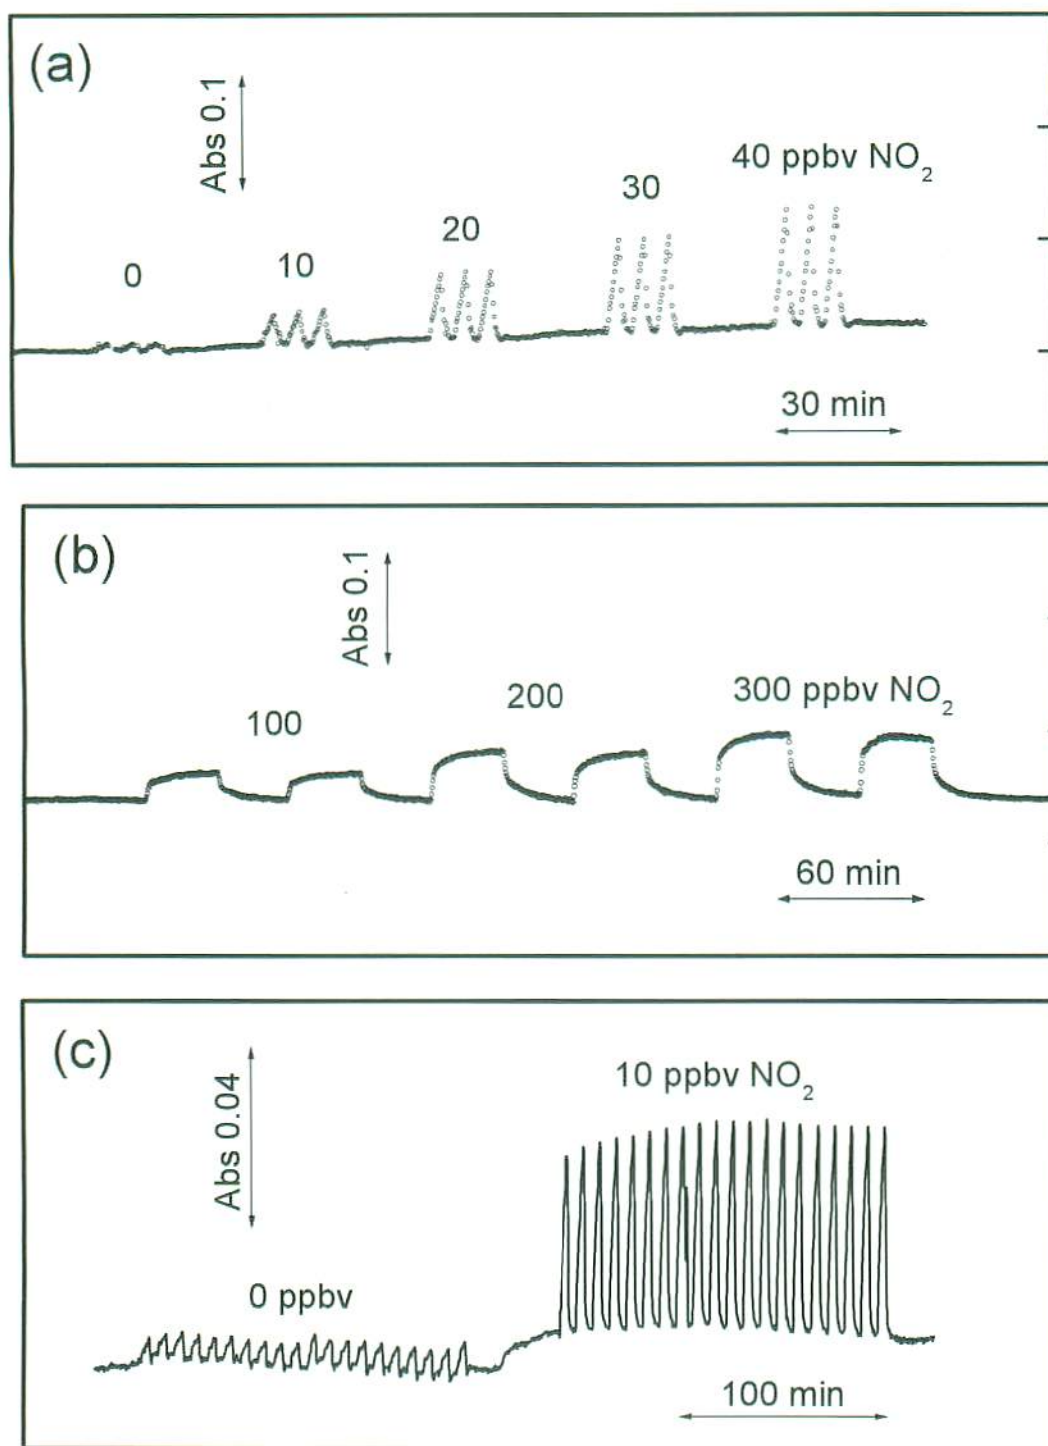 (a)
Abs 0.1
0
10
20
30
40 ppbv NO₂
30 min
(b)
Abs 0.1
100
200
300 ppbv NO₂
60 min
(c)
Abs 0.04
0 ppbv
10 ppbv NO₂
100 min